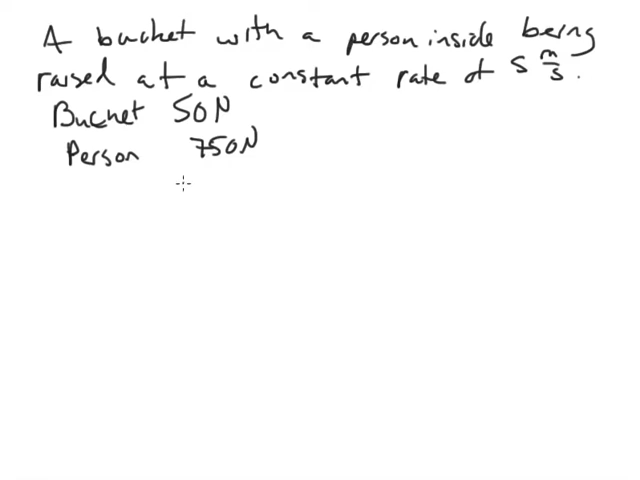 A bucket with a person inside being
raised at a constant rate of 5 m/s.
Bucket 50N
Person 750N